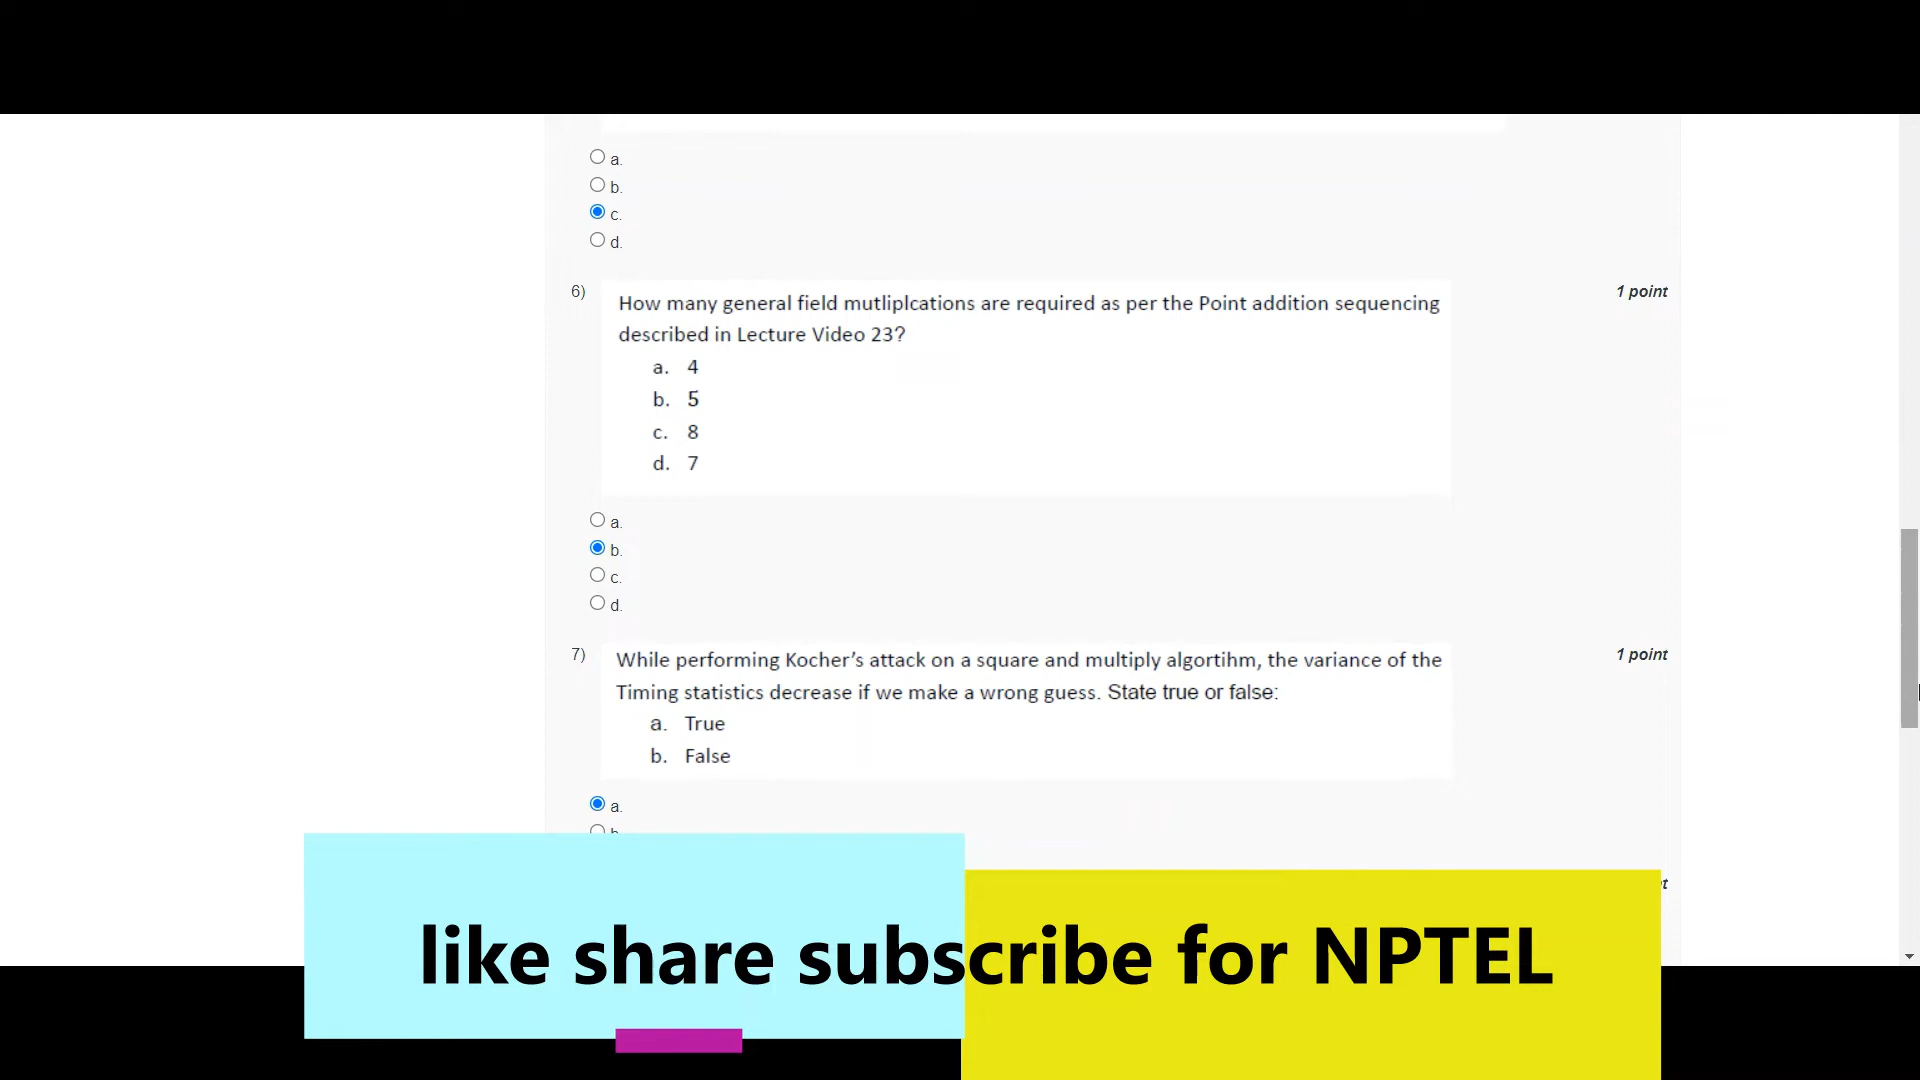 a.
b.
c.
d.
6)
How many general field mutliplcations are required as per the Point addition sequencing
1 point
described in Lecture Video 23?
a. 4
b. 5
c. 8
d. 7
a.
b.
c.
d.
7)
While performing Kocher's attack on a square and multiply algortihm, the variance of the
1 point
Timing statistics decrease if we make a wrong guess. State true or false:
a. True
b. False
a.
like share subscribe for NPTEL